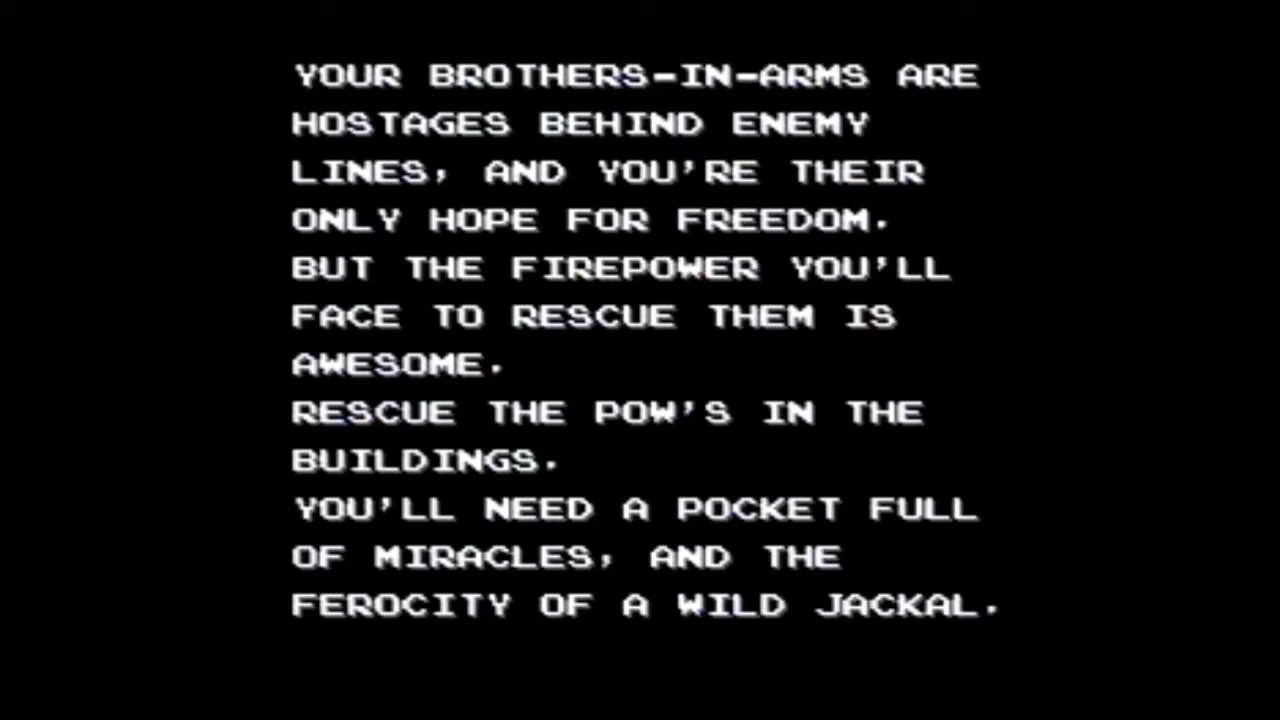 YOUR BROTHERS-IN-ARMS ARE
HOSTAGES BEHIND ENEMY
LINES, AND YOU'RE THEIR
ONLY HOPE FOR FREEDOM.
BUT THE FIREPOWER YOU'LL
FACE TO RESCUE THEM IS
AWESOME.
RESCUE THE POW'S IN THE
BUILDINGS.
YOU'LL NEED A POCKET FULL
OF MIRACLES, AND THE
FEROCITY OF A WILD JACKAL.